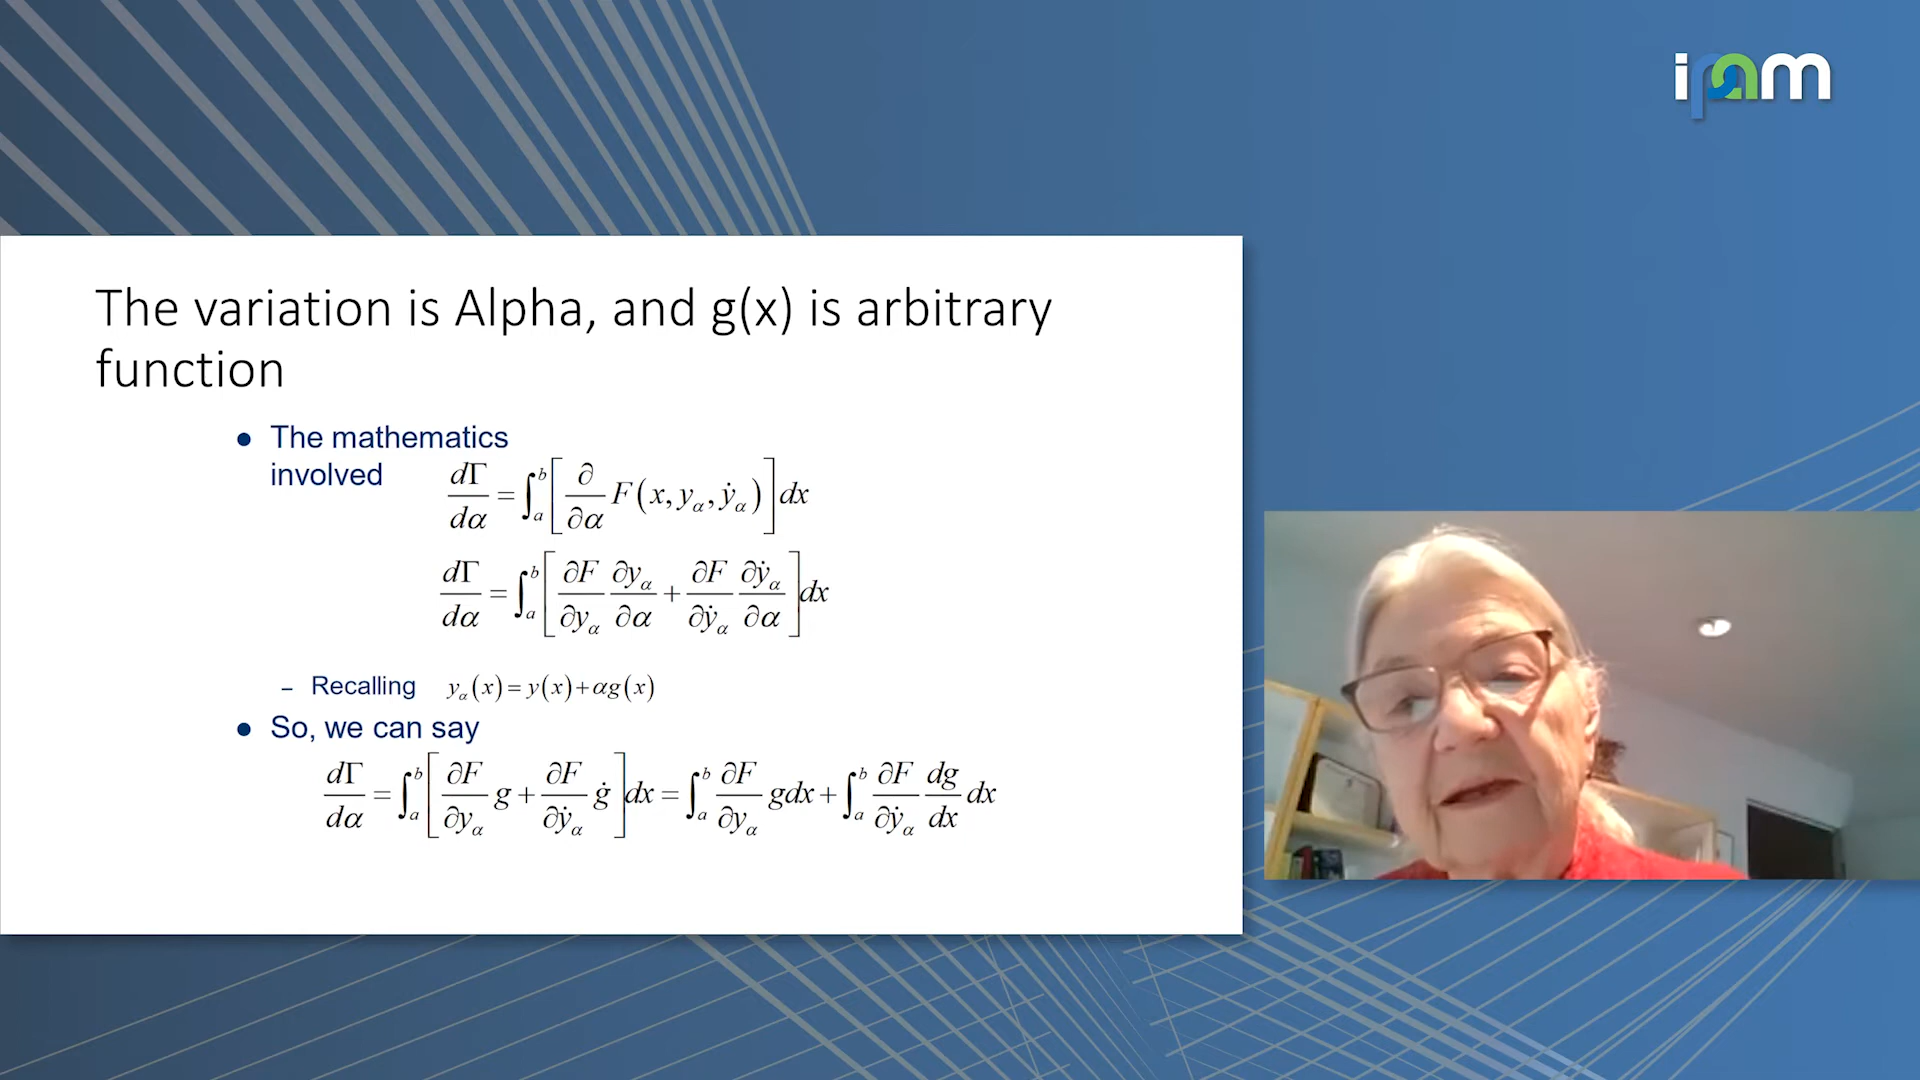 ipam
The variation is Alpha, and g(x) is arbitrary
function
● The mathematics
involved
dΓ/dα = ∫_a^b [∂/∂α F(x, y_α, ẏ_α)] dx
dΓ/dα = ∫_a^b [∂F/∂y_α ∂y_α/∂α + ∂F/∂ẏ_α ∂ẏ_α/∂α] dx
– Recalling y_α(x) = y(x) + αg(x)
● So, we can say
dΓ/dα = ∫_a^b [∂F/∂y_α g + ∂F/∂ẏ_α ġ] dx = ∫_a^b ∂F/∂y_α gdx + ∫_a^b ∂F/∂ẏ_α dg/dx dx